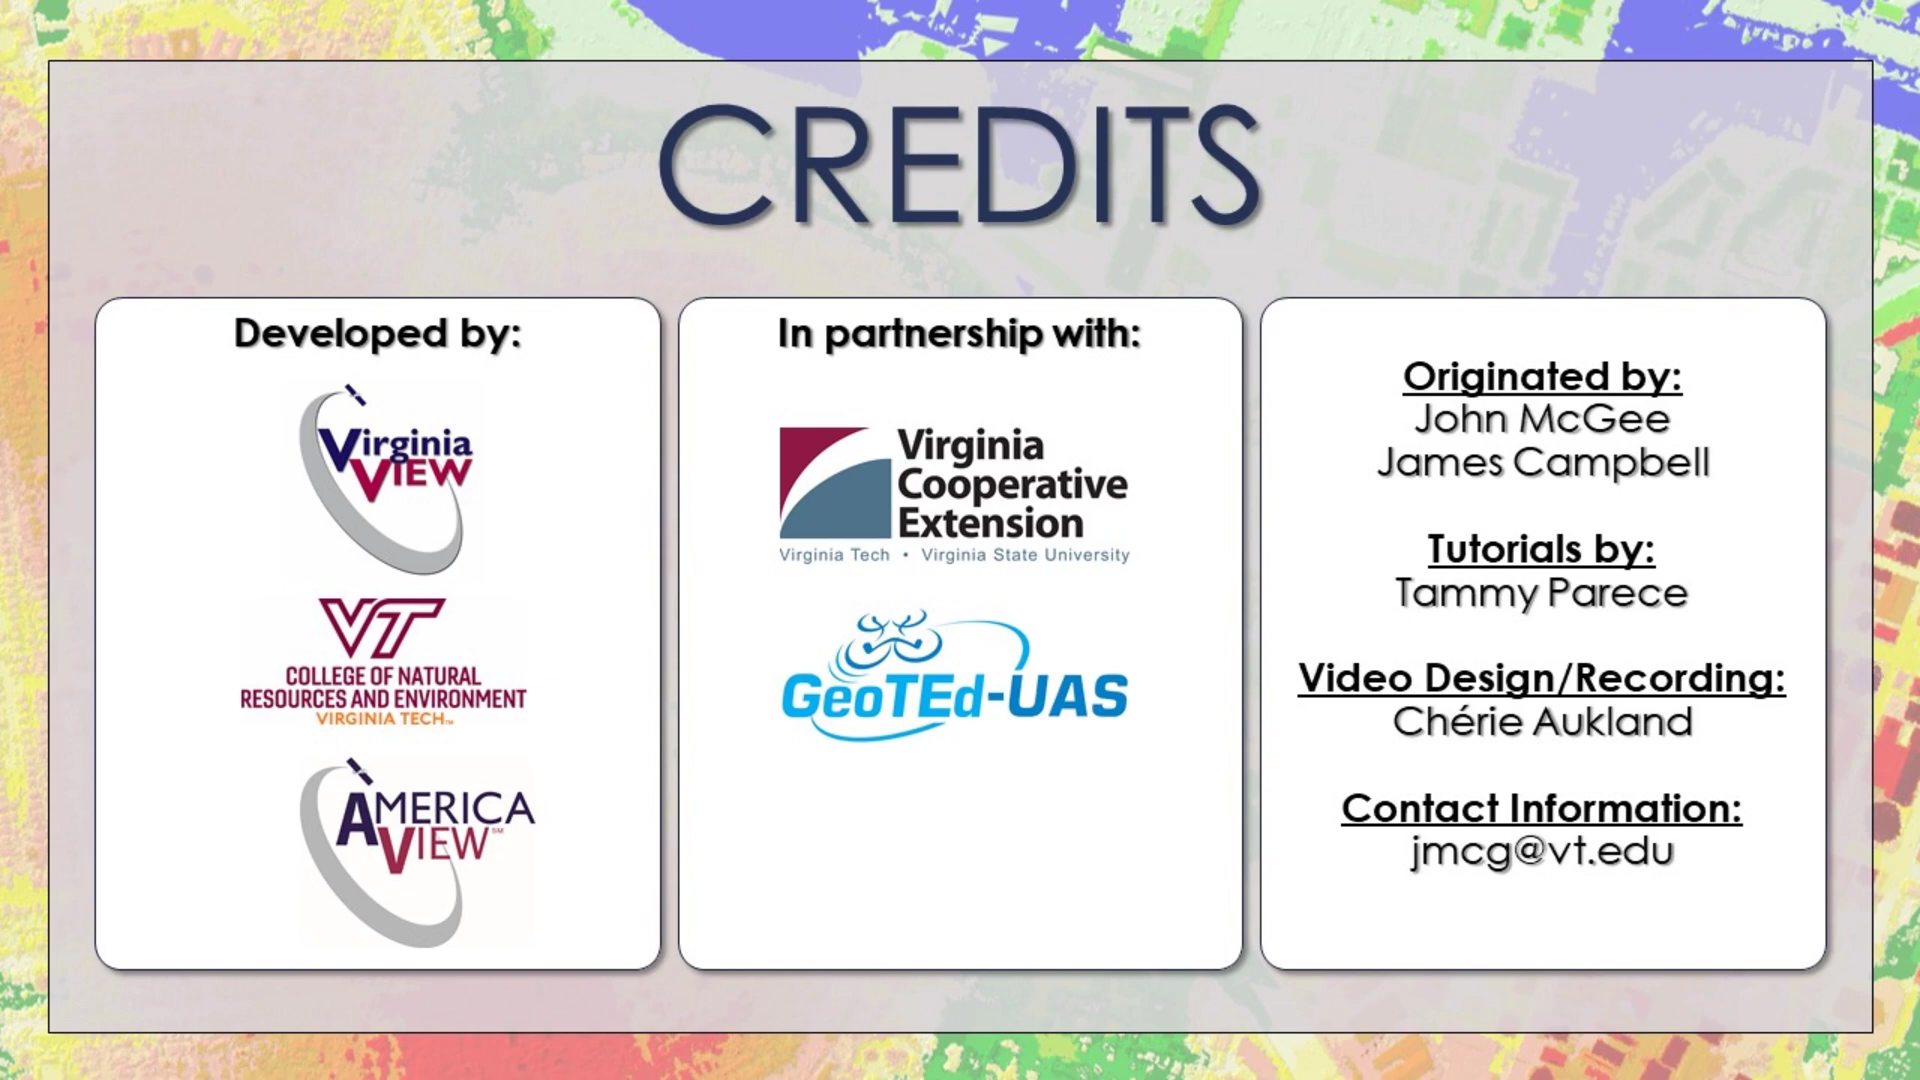 CREDITS
Developed by:
Virginia
VIEW
VT
COLLEGE OF NATURAL
RESOURCES AND ENVIRONMENT
VIRGINIA TECH™
AMERICA
VIEW℠
In partnership with:
Virginia
Cooperative
Extension
Virginia Tech • Virginia State University
GeoTEd-UAS
Originated by:
John McGee
James Campbell
Tutorials by:
Tammy Parece
Video Design/Recording:
Chérie Aukland
Contact Information:
jmcg@vt.edu